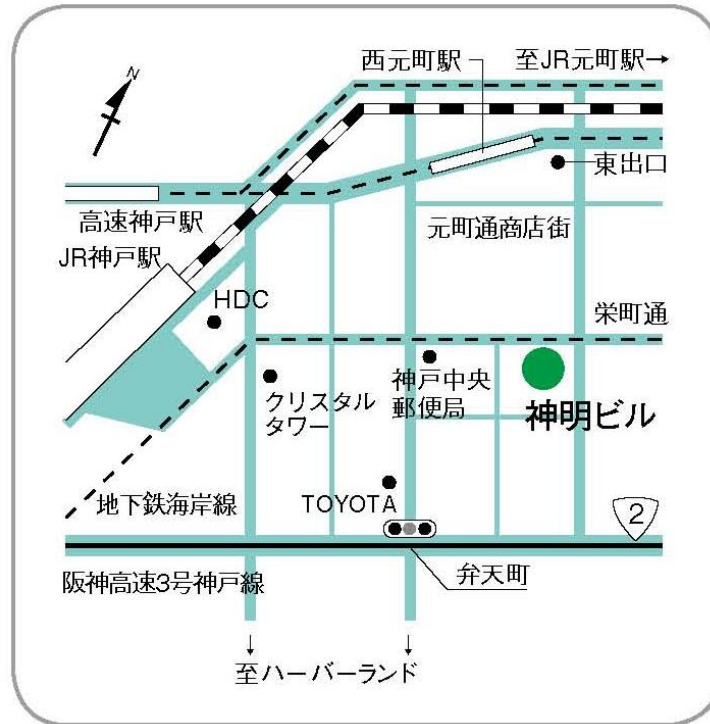 N
西元町駅
至JR元町駅→
東出口
高速神戸駅
元町通商店街
JR神戸駅
HDC
栄町通
クリスタル
タワー
神戸中央
郵便局
神明ビル
地下鉄海岸線
TOYOTA
2
阪神高速3号神戸線
弁天町
至ハーバーランド